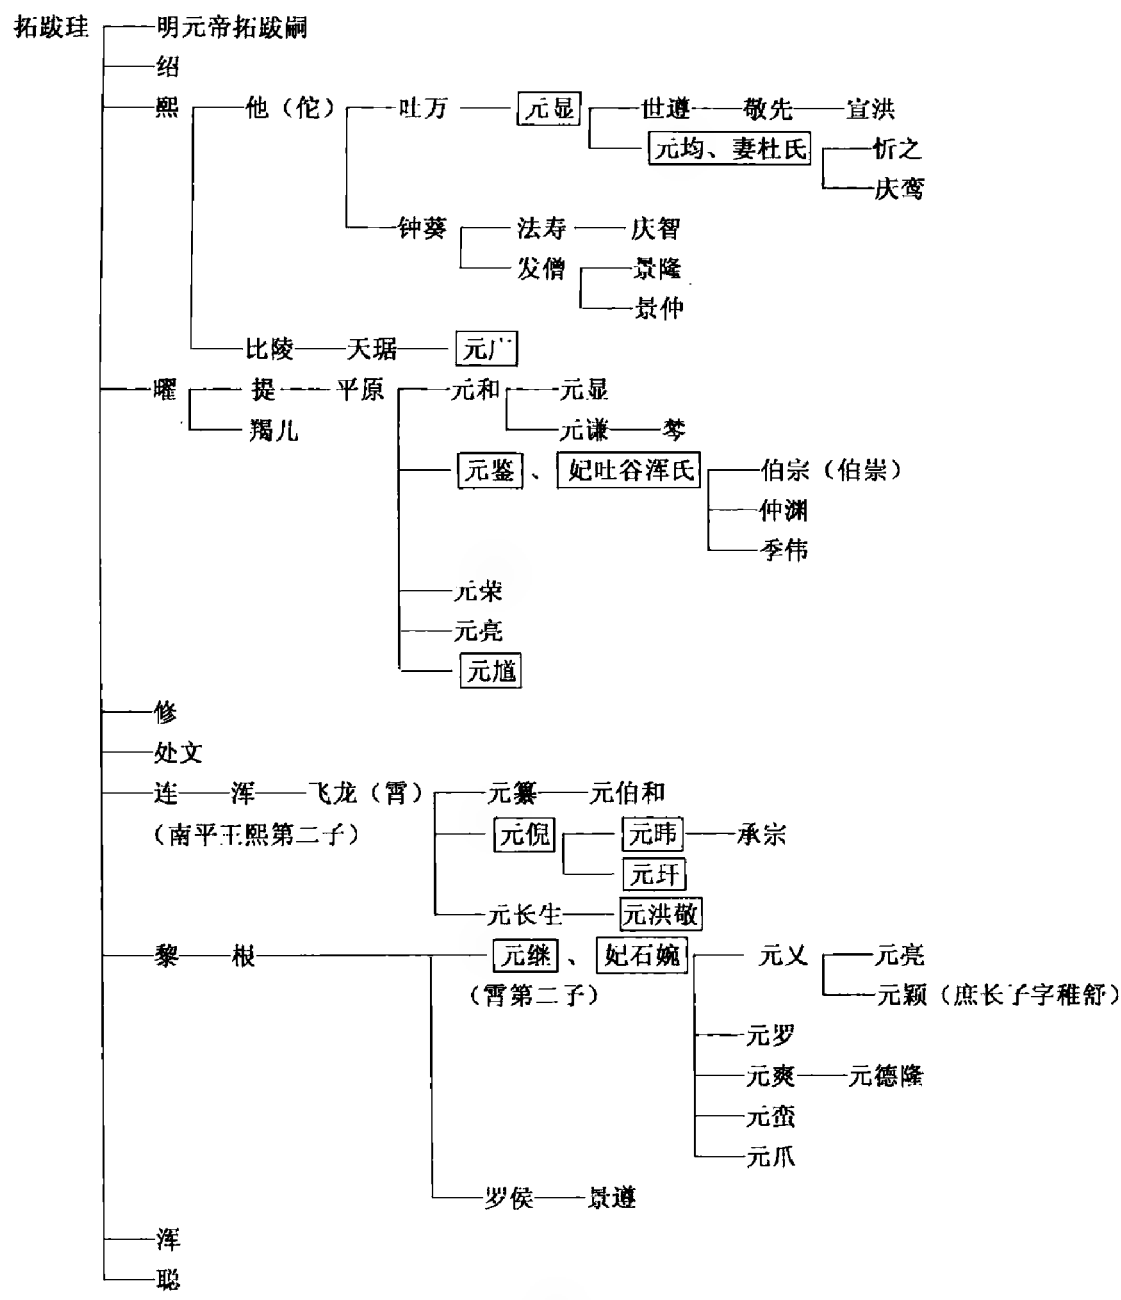 拓跋珪 明元帝拓跋嗣
绍
熙 他（佗） 吐万 元显 世遵 敬先 宣洪
元均、妻杜氏 忻之
庆鸾
钟葵 法寿 庆智
发僧 景隆
景仲
比陵 天琚 元广
曜 提 平原 元和 元显
羯儿 元谦 棽
元鉴、妃吐谷浑氏 伯宗（伯崇）
仲渊
季伟
元荣
元亮
元馗
修
处文
连 浑 飞龙（霄） 元纂 元伯和
（南平王熙第二子） 元倪 元㬙 承宗
元玕
元长生 元洪敬
黎 根 元继、妃石婉 元乂 元亮
（霄第二子） 元颖（庶长子字稚舒）
元罗
元爽 元德隆
元蛮
元爪
罗侯 景遵
浑
聪